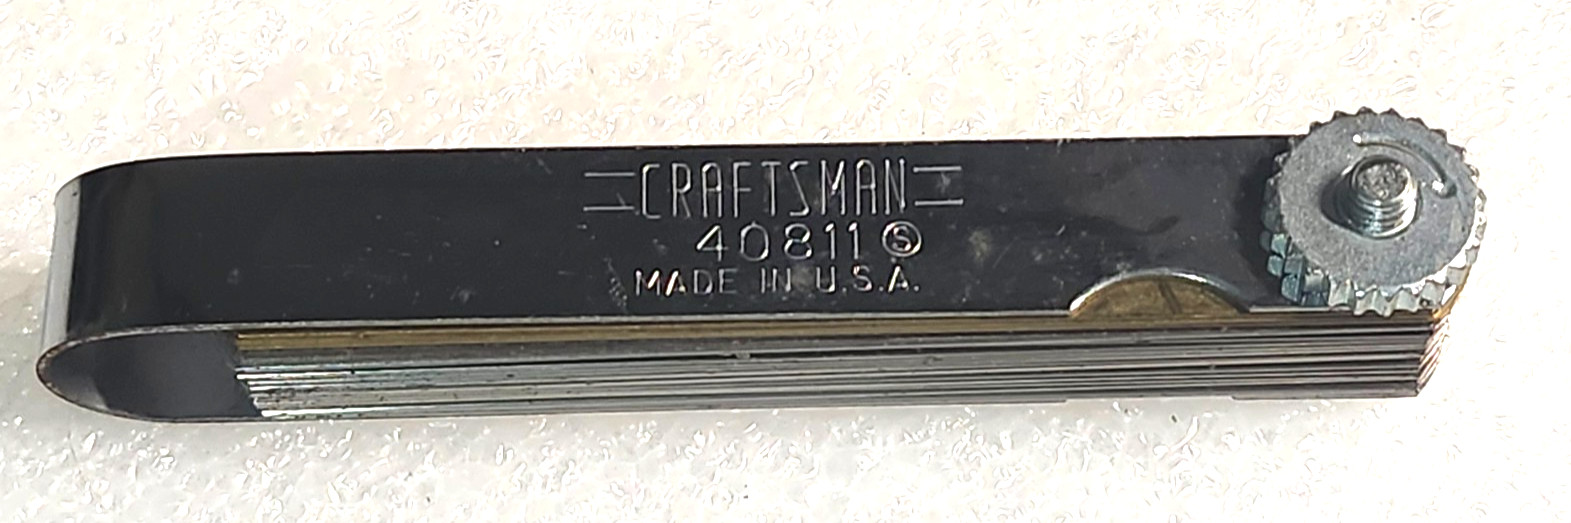 CRAFTSMAN
40811 Ⓢ
MADE IN U.S.A.